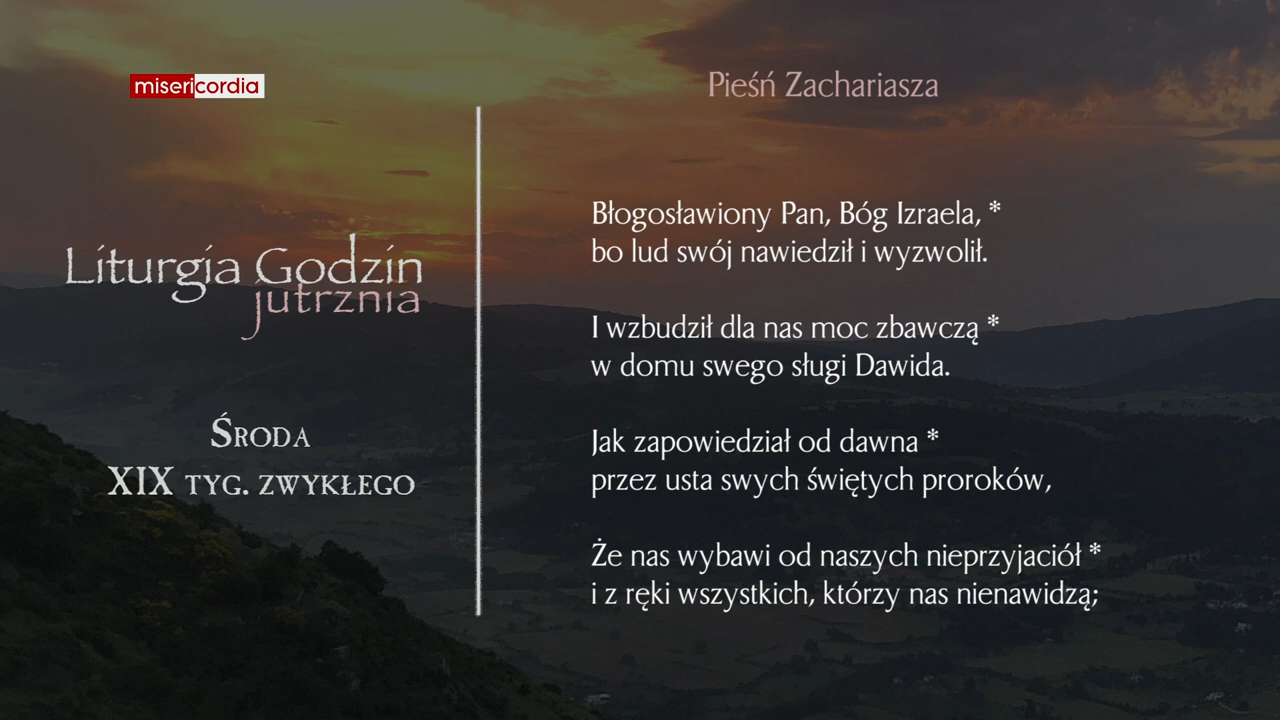 misericordia
Liturgia Godzin
jutrznia
Środa
XIX tyg. zwykłego
Pieśń Zachariasza
Błogosławiony Pan, Bóg Izraela, *
bo lud swój nawiedził i wyzwolił.
I wzbudził dla nas moc zbawczą *
w domu swego sługi Dawida.
Jak zapowiedział od dawna *
przez usta swych świętych proroków,
Że nas wybawi od naszych nieprzyjaciół *
i z ręki wszystkich, którzy nas nienawidzą;